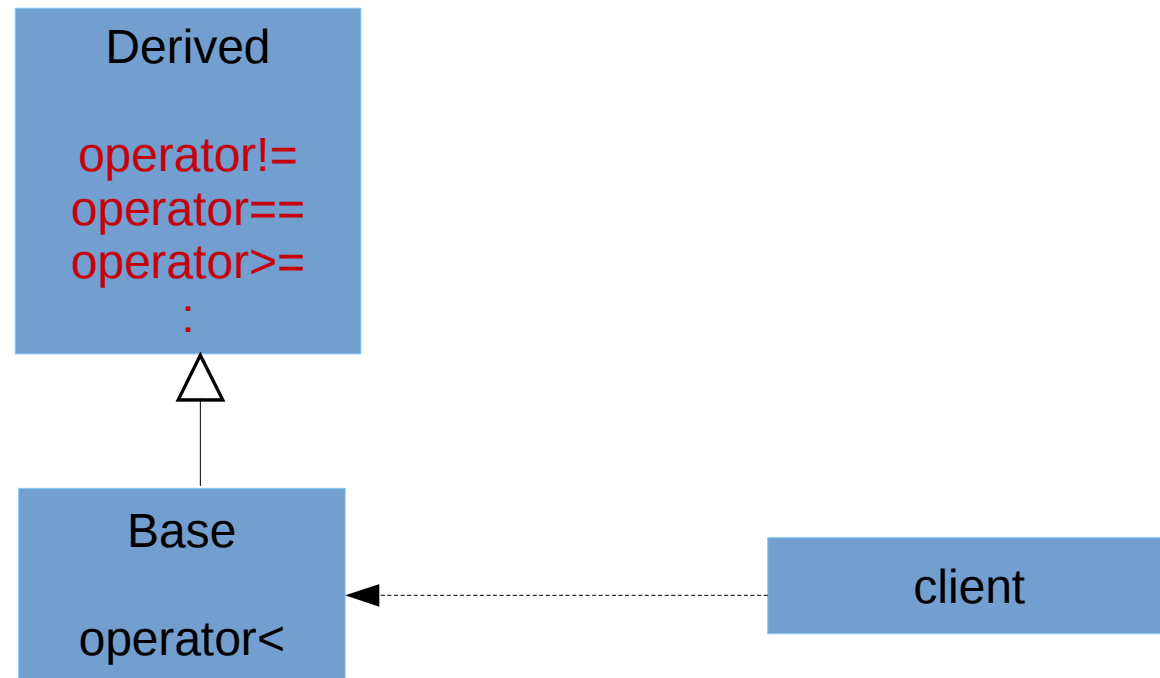 Derived
operator!=
operator==
operator>=
:
Base
operator<
client